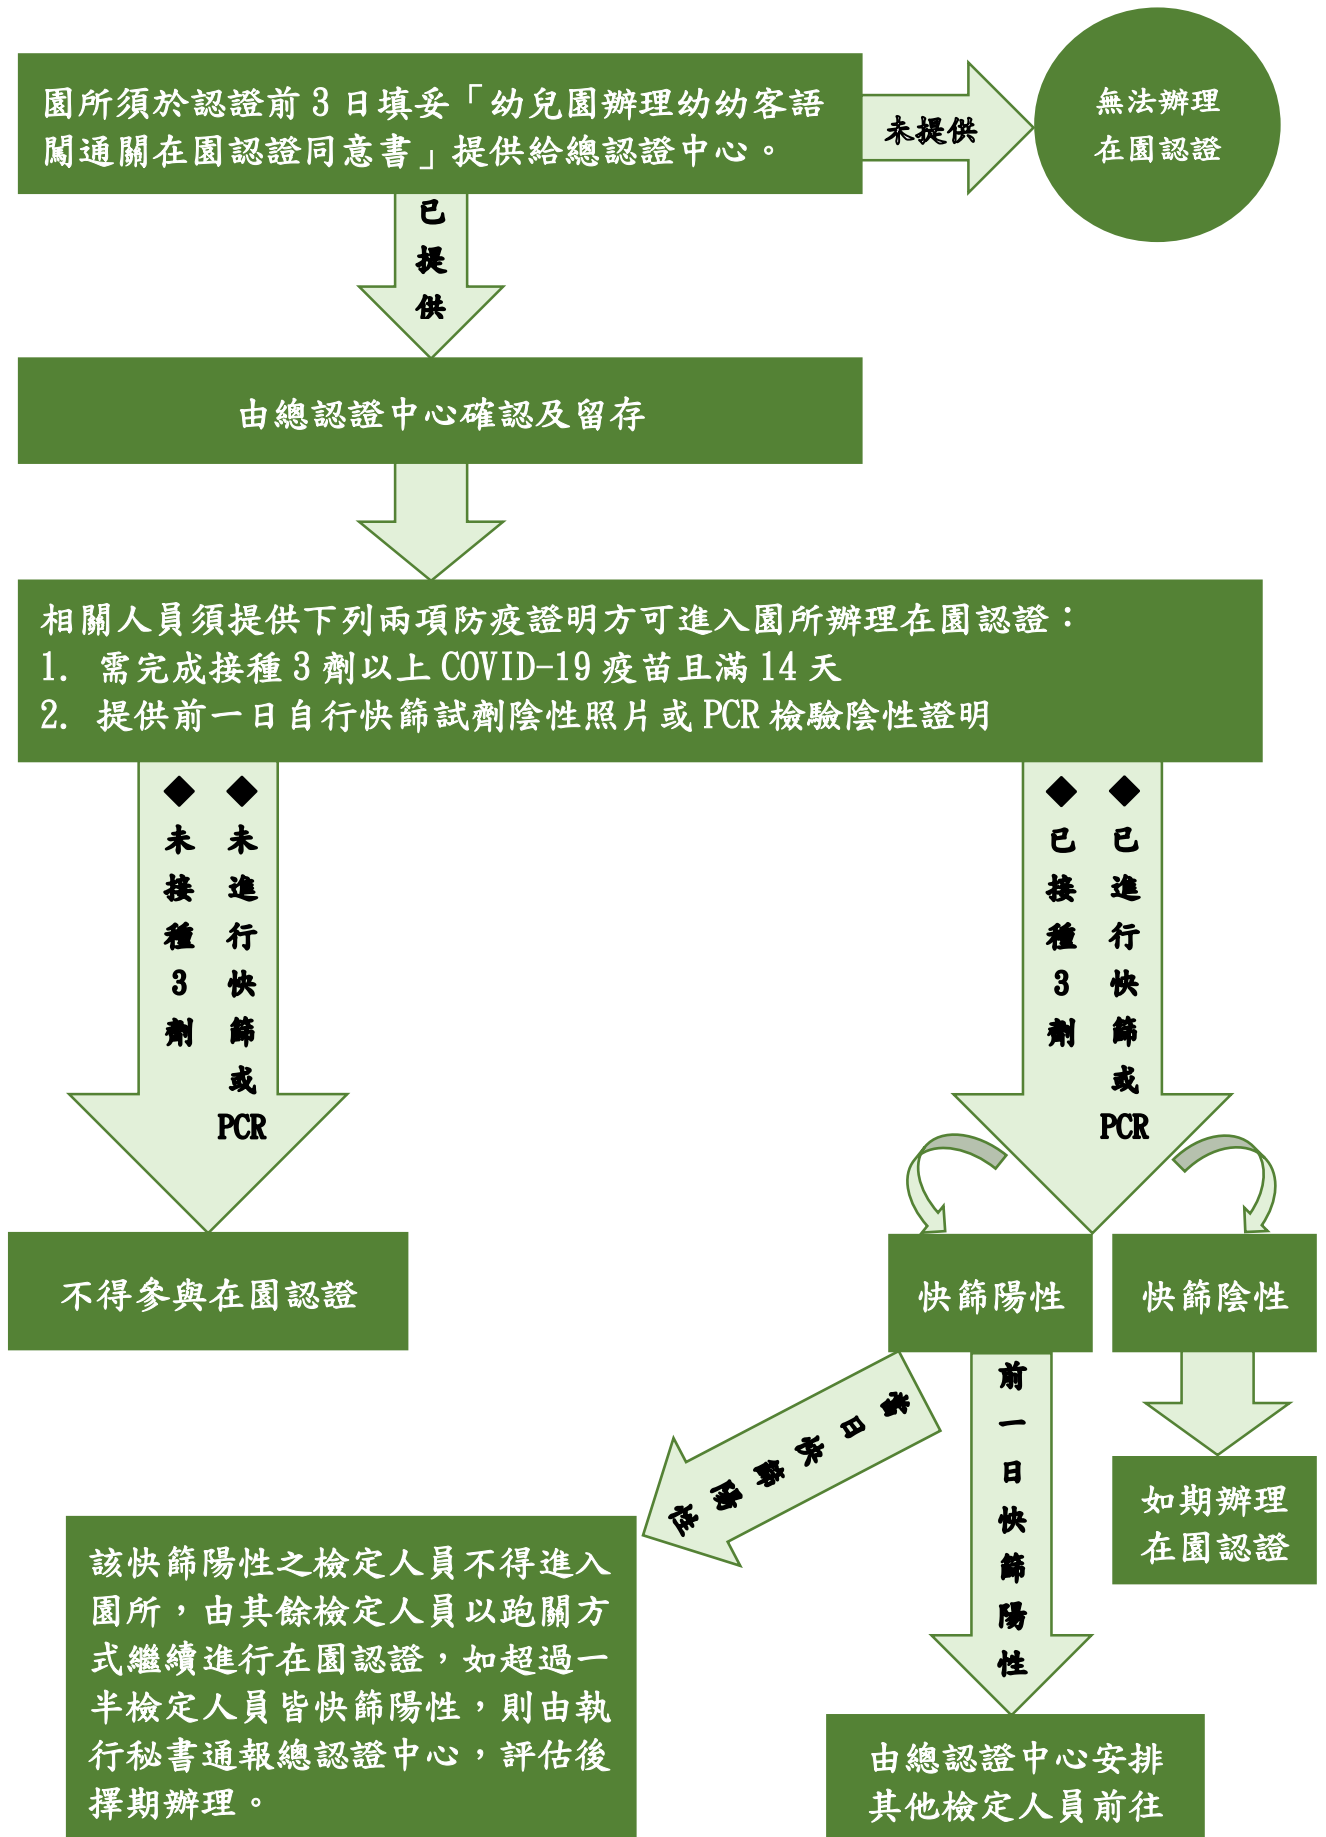 園所須於認證前 3 日填妥「幼兒園辦理幼幼客語
闖通關在園認證同意書」提供給總認證中心。
未提供
無法辦理
在園認證
已提供
由總認證中心確認及留存
相關人員須提供下列兩項防疫證明方可進入園所辦理在園認證：
1. 需完成接種 3 劑以上 COVID-19 疫苗且滿 14 天
2. 提供前一日自行快篩試劑陰性照片或 PCR 檢驗陰性證明
◆未進行快篩或PCR
◆未接種3劑
◆已進行快篩或PCR
◆已接種3劑
不得參與在園認證
快篩陽性
快篩陰性
當日快篩陽性
前一日快篩陽性
如期辦理
在園認證
該快篩陽性之檢定人員不得進入
園所，由其餘檢定人員以跑關方
式繼續進行在園認證，如超過一
半檢定人員皆快篩陽性，則由執
行秘書通報總認證中心，評估後
擇期辦理。
由總認證中心安排
其他檢定人員前往